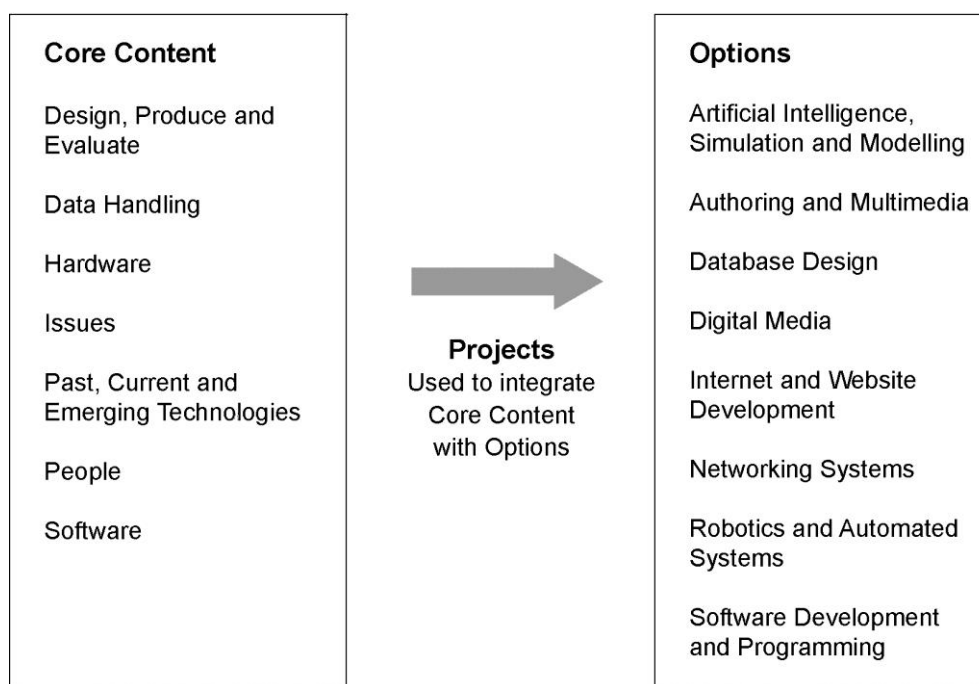 Core Content
Design, Produce and
Evaluate
Data Handling
Hardware
Issues
Past, Current and
Emerging Technologies
People
Software
Projects
Used to integrate
Core Content
with Options
Options
Artificial Intelligence,
Simulation and Modelling
Authoring and Multimedia
Database Design
Digital Media
Internet and Website
Development
Networking Systems
Robotics and Automated
Systems
Software Development
and Programming